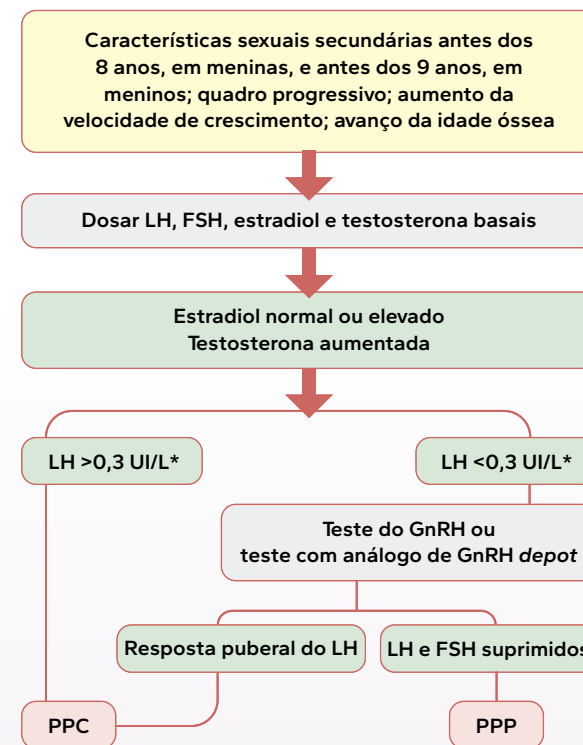 Características sexuais secundárias antes dos
8 anos, em meninas, e antes dos 9 anos, em
meninos; quadro progressivo; aumento da
velocidade de crescimento; avanço da idade óssea
Dosar LH, FSH, estradiol e testosterona basais
Estradiol normal ou elevado
Testosterona aumentada
LH >0,3 UI/L*
LH <0,3 UI/L*
Teste do GnRH ou
teste com análogo de GnRH depot
Resposta puberal do LH
LH e FSH suprimidos
PPC
PPP